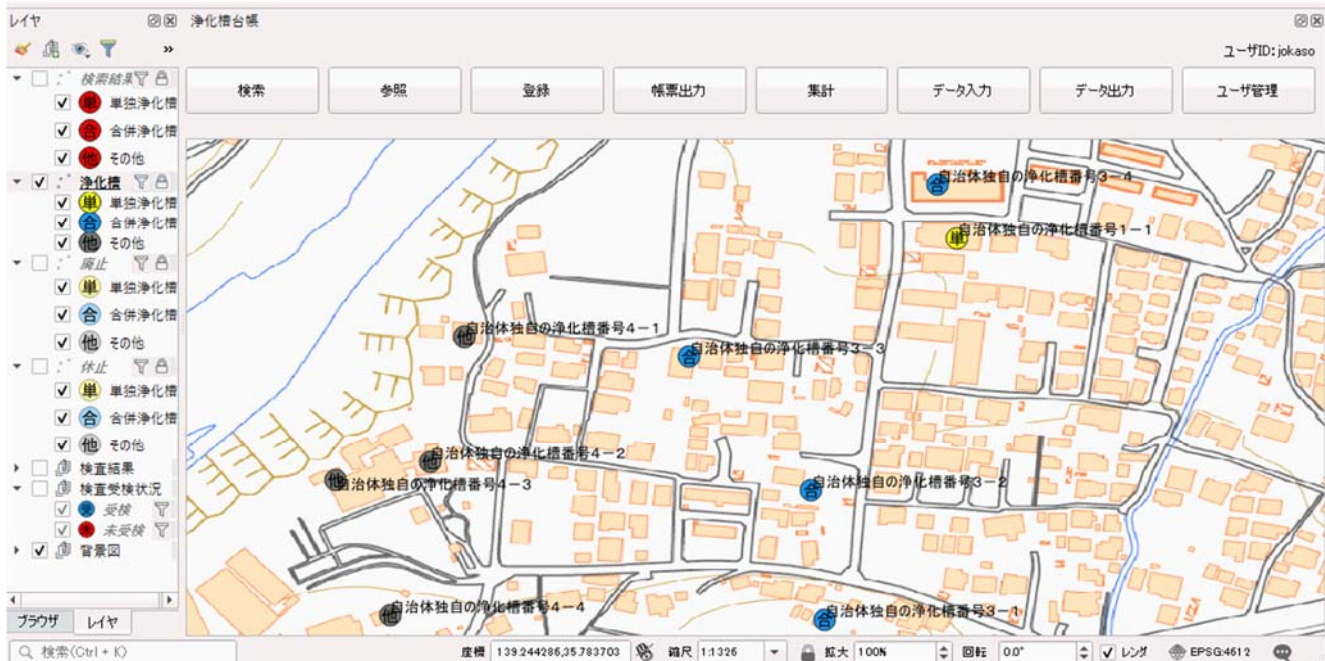 レイヤ
浄化槽台帳
»
ユーザID:jokaso
検索 参照 登録 帳票出力 集計 データ入力 データ出力 ユーザ管理
検索結果
単 単独浄化槽
合 合併浄化槽
他 その他
浄化槽
単 単独浄化槽
合 合併浄化槽
他 その他
廃止
単 単独浄化槽
合 合併浄化槽
他 その他
休止
単 単独浄化槽
合 合併浄化槽
他 その他
検査結果
検査受検状況
受検
未受検
背景図
ブラウザ レイヤ
合 自治体独自の浄化槽番号3-4
単 自治体独自の浄化槽番号1-1
他 自治体独自の浄化槽番号4-1
合 自治体独自の浄化槽番号3-3
他 自治体独自の浄化槽番号4-2
他 自治体独自の浄化槽番号4-3
合 自治体独自の浄化槽番号3-2
他 自治体独自の浄化槽番号4-4
合 自治体独自の浄化槽番号3-1
検索(Ctrl + K) 座標 139.244286,35.783703 縮尺 1:1326 拡大 100% 回転 0.0° レンダ EPSG:4612